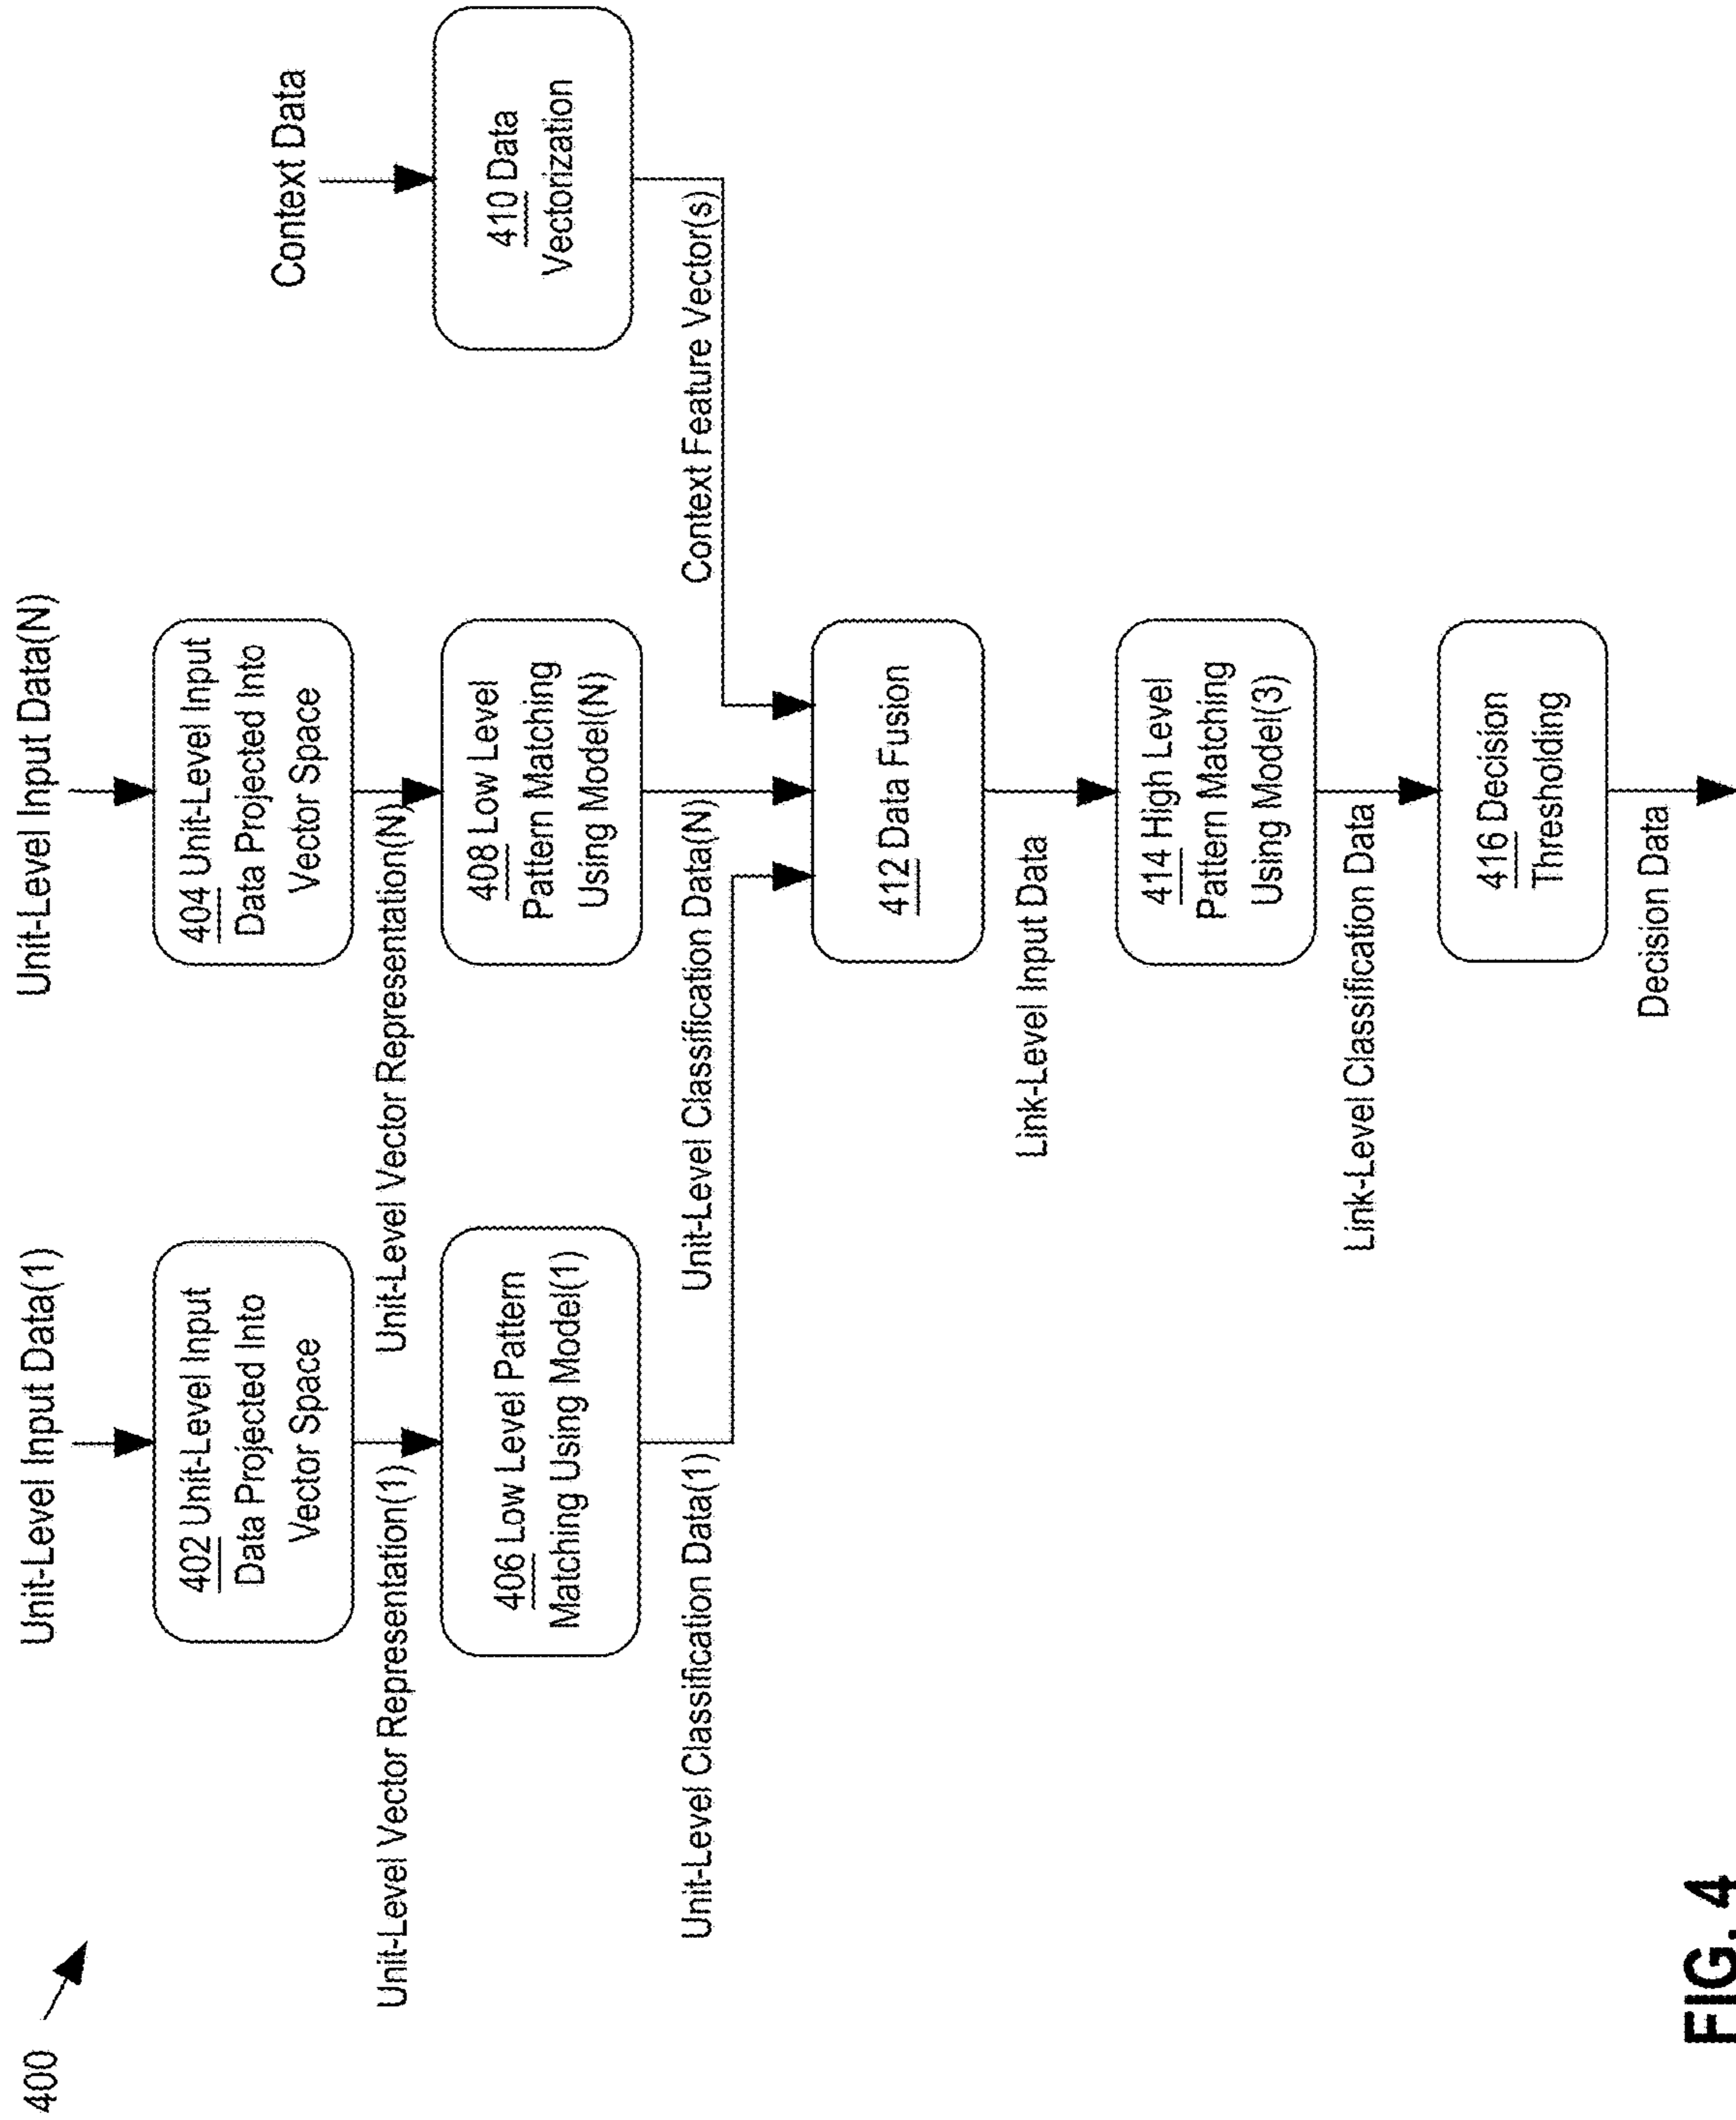 400
Unit-Level Input Data(1)
402 Unit-Level Input
Data Projected Into
Vector Space
Unit-Level Vector Representation(1)
406 Low Level Pattern
Matching Using Model(1)
Unit-Level Classification Data(1)
Unit-Level Input Data(N)
404 Unit-Level Input
Data Projected Into
Vector Space
Unit-Level Vector Representation(N)
408 Low Level
Pattern Matching
Using Model(N)
Unit-Level Classification Data(N)
Context Data
410 Data
Vectorization
Context Feature Vector(s)
412 Data Fusion
Link-Level Input Data
414 High Level
Pattern Matching
Using Model(3)
Link-Level Classification Data
416 Decision
Thresholding
Decision Data
FIG. 4